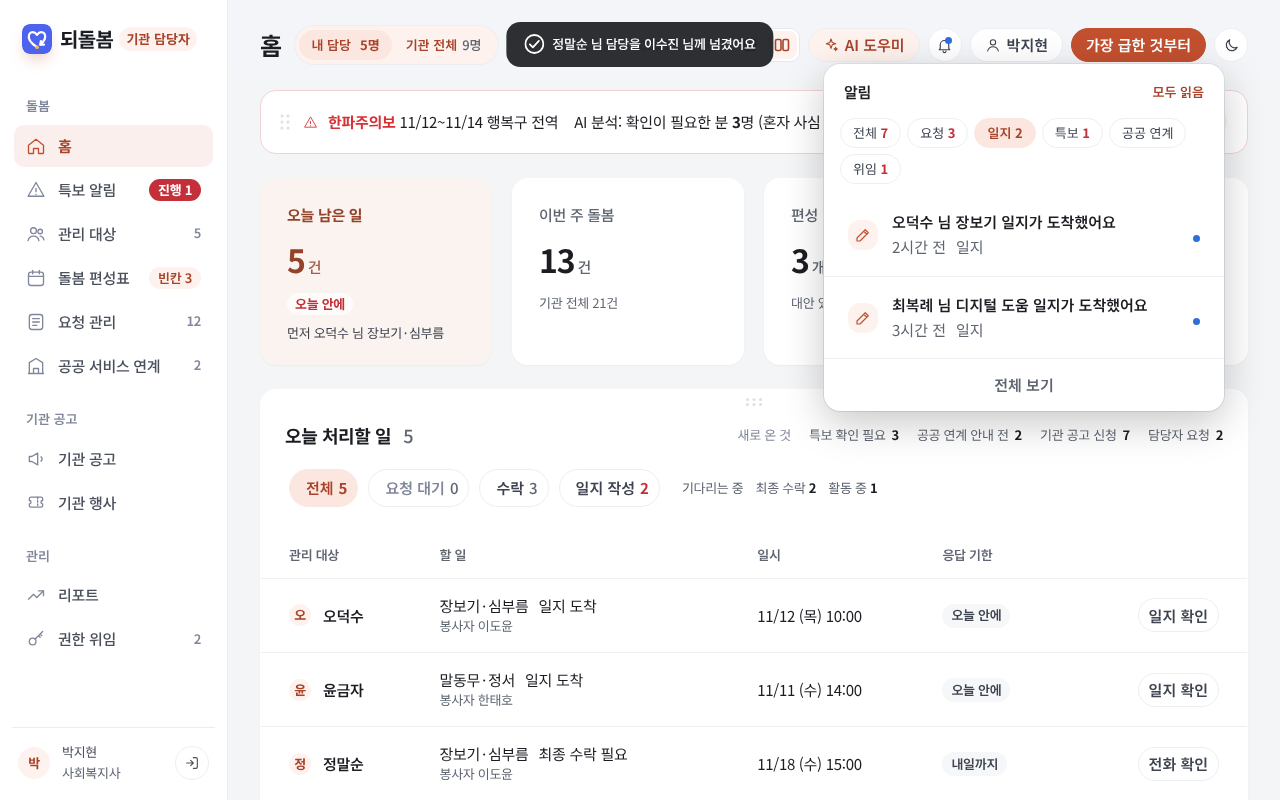 되돌봄 기관 담당자
돌봄
홈
특보 알림 진행 1
관리 대상 5
돌봄 편성표 빈칸 3
요청 관리 12
공공 서비스 연계 2
기관 공고
기관 공고
기관 행사
관리
리포트
권한 위임 2
박 박지현
사회복지사
홈 내 담당 5명 기관 전체 9명
정말순 님 담당을 이수진 님께 넘겼어요
AI 도우미 박지현 가장 급한 것부터
한파주의보 11/12~11/14 행복구 전역 AI 분석: 확인이 필요한 분 3명 (혼자 사심
오늘 남은 일
5 건
오늘 안에
먼저 오덕수 님 장보기·심부름
이번 주 돌봄
13 건
기관 전체 21건
편성
3
대안
알림 모두 읽음
전체 7 요청 3 일지 2 특보 1 공공 연계
위임 1
오덕수 님 장보기 일지가 도착했어요
2시간 전 일지
최복례 님 디지털 도움 일지가 도착했어요
3시간 전 일지
전체 보기
오늘 처리할 일 5
새로 온 것 특보 확인 필요 3 공공 연계 안내 전 2 기관 공고 신청 7 담당자 요청 2
전체 5 요청 대기 0 수락 3 일지 작성 2 기다리는 중 최종 수락 2 활동 중 1
관리 대상 할 일 일시 응답 기한
오 오덕수 장보기·심부름 일지 도착 11/12 (목) 10:00 오늘 안에 일지 확인
봉사자 이도윤
윤 윤금자 말동무·정서 일지 도착 11/11 (수) 14:00 오늘 안에 일지 확인
봉사자 한태호
정 정말순 장보기·심부름 최종 수락 필요 11/18 (수) 15:00 내일까지 전화 확인
봉사자 이도윤